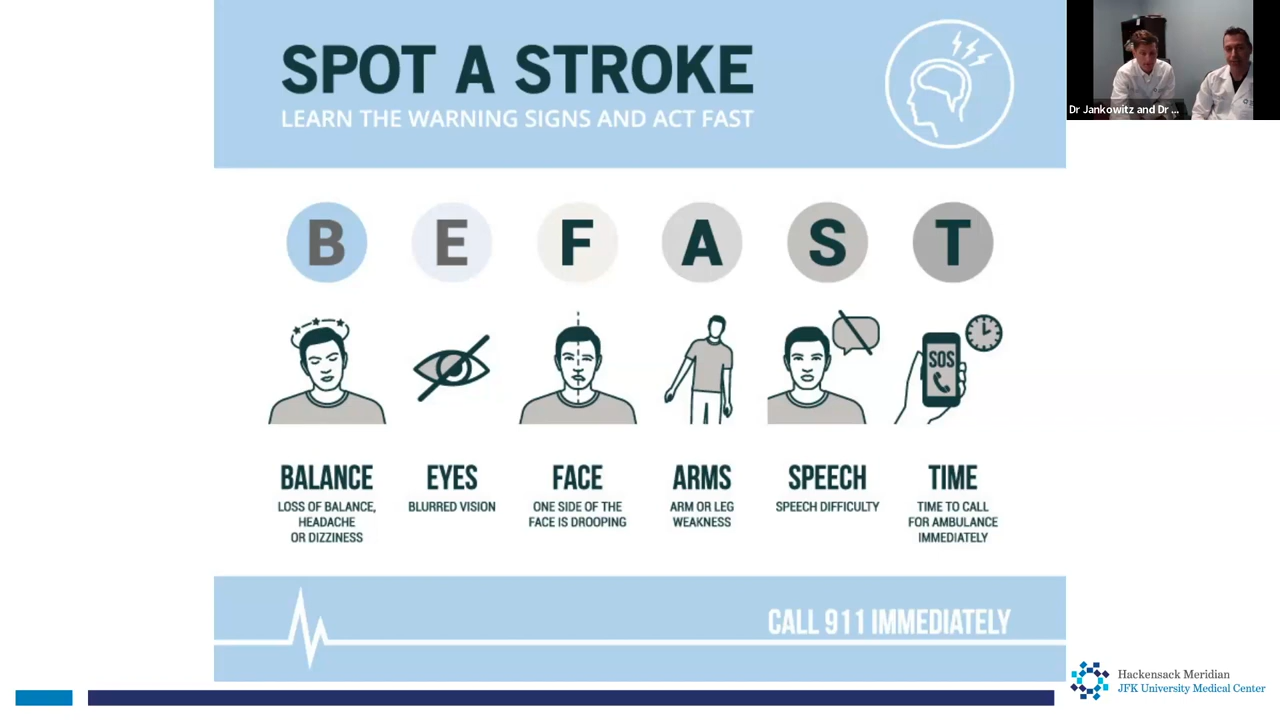 SPOT A STROKE
LEARN THE WARNING SIGNS AND ACT FAST
Dr Jankowitz and Dr ...
B E F A S T
SOS
BALANCE
LOSS OF BALANCE,
HEADACHE
OR DIZZINESS
EYES
BLURRED VISION
FACE
ONE SIDE OF THE
FACE IS DROOPING
ARMS
ARM OR LEG
WEAKNESS
SPEECH
SPEECH DIFFICULTY
TIME
TIME TO CALL
FOR AMBULANCE
IMMEDIATELY
CALL 911 IMMEDIATELY
Hackensack Meridian
JFK University Medical Center